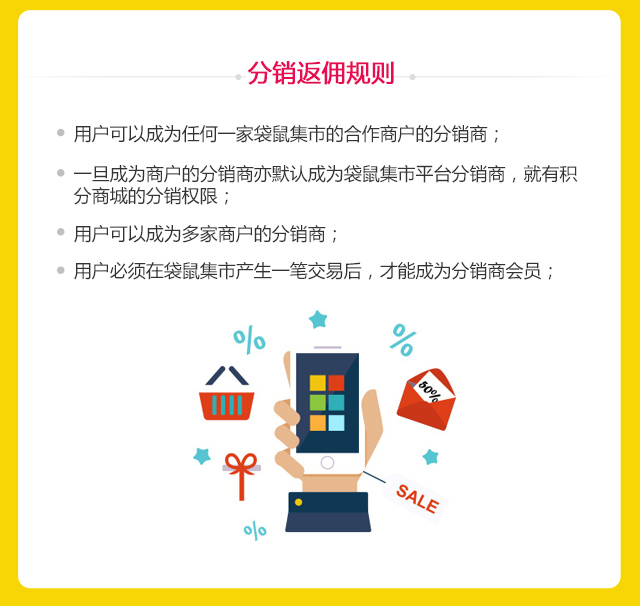 分销返佣规则
用户可以成为任何一家袋鼠集市的合作商户的分销商；
一旦成为商户的分销商亦默认成为袋鼠集市平台分销商，就有积
分商城的分销权限；
用户可以成为多家商户的分销商；
用户必须在袋鼠集市产生一笔交易后，才能成为分销商会员；
%
%
50%
SALE
%